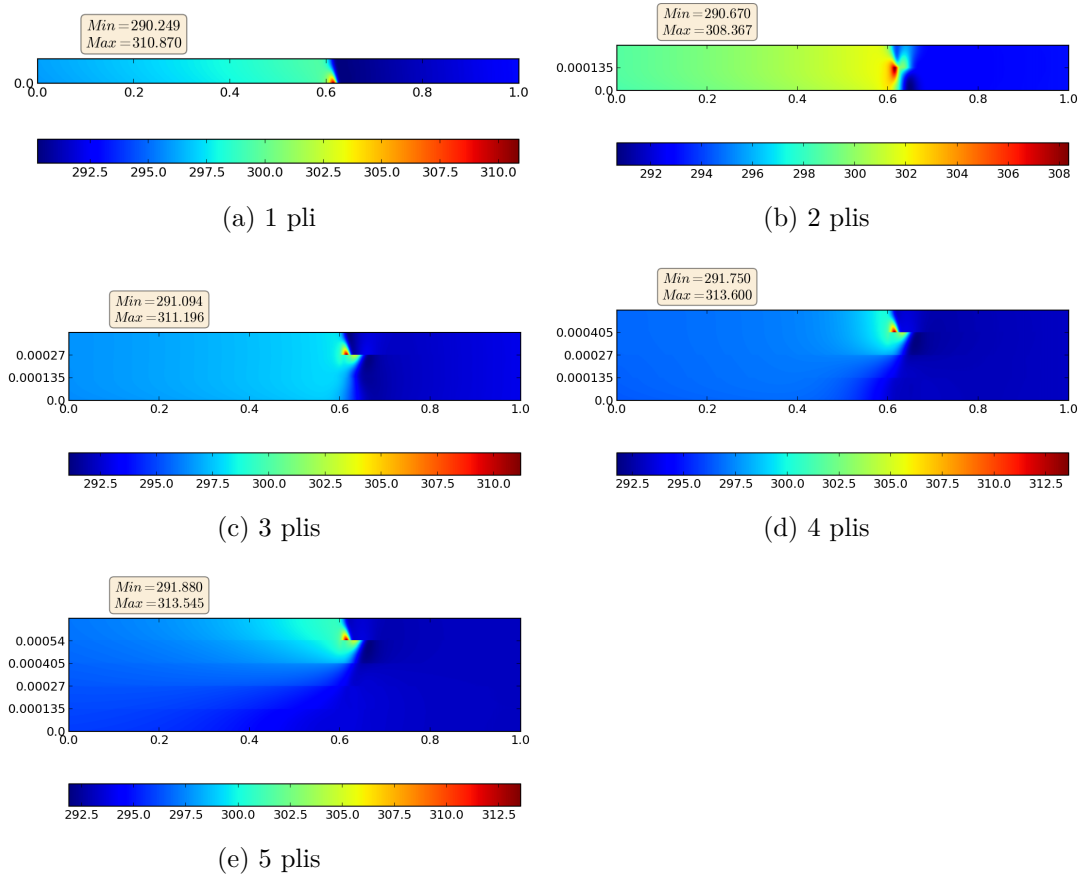 Min=290.249
Max=310.870
0.0
0.0 0.2 0.4 0.6 0.8 1.0
292.5 295.0 297.5 300.0 302.5 305.0 307.5 310.0
(a) 1 pli
Min=290.670
Max=308.367
0.000135
0.0
0.0 0.2 0.4 0.6 0.8 1.0
292 294 296 298 300 302 304 306 308
(b) 2 plis
Min=291.094
Max=311.196
0.00027
0.000135
0.0
0.0 0.2 0.4 0.6 0.8 1.0
292.5 295.0 297.5 300.0 302.5 305.0 307.5 310.0
(c) 3 plis
Min=291.750
Max=313.600
0.000405
0.00027
0.000135
0.0
0.0 0.2 0.4 0.6 0.8 1.0
292.5 295.0 297.5 300.0 302.5 305.0 307.5 310.0 312.5
(d) 4 plis
Min=291.880
Max=313.545
0.00054
0.000405
0.00027
0.000135
0.0
0.0 0.2 0.4 0.6 0.8 1.0
292.5 295.0 297.5 300.0 302.5 305.0 307.5 310.0 312.5
(e) 5 plis